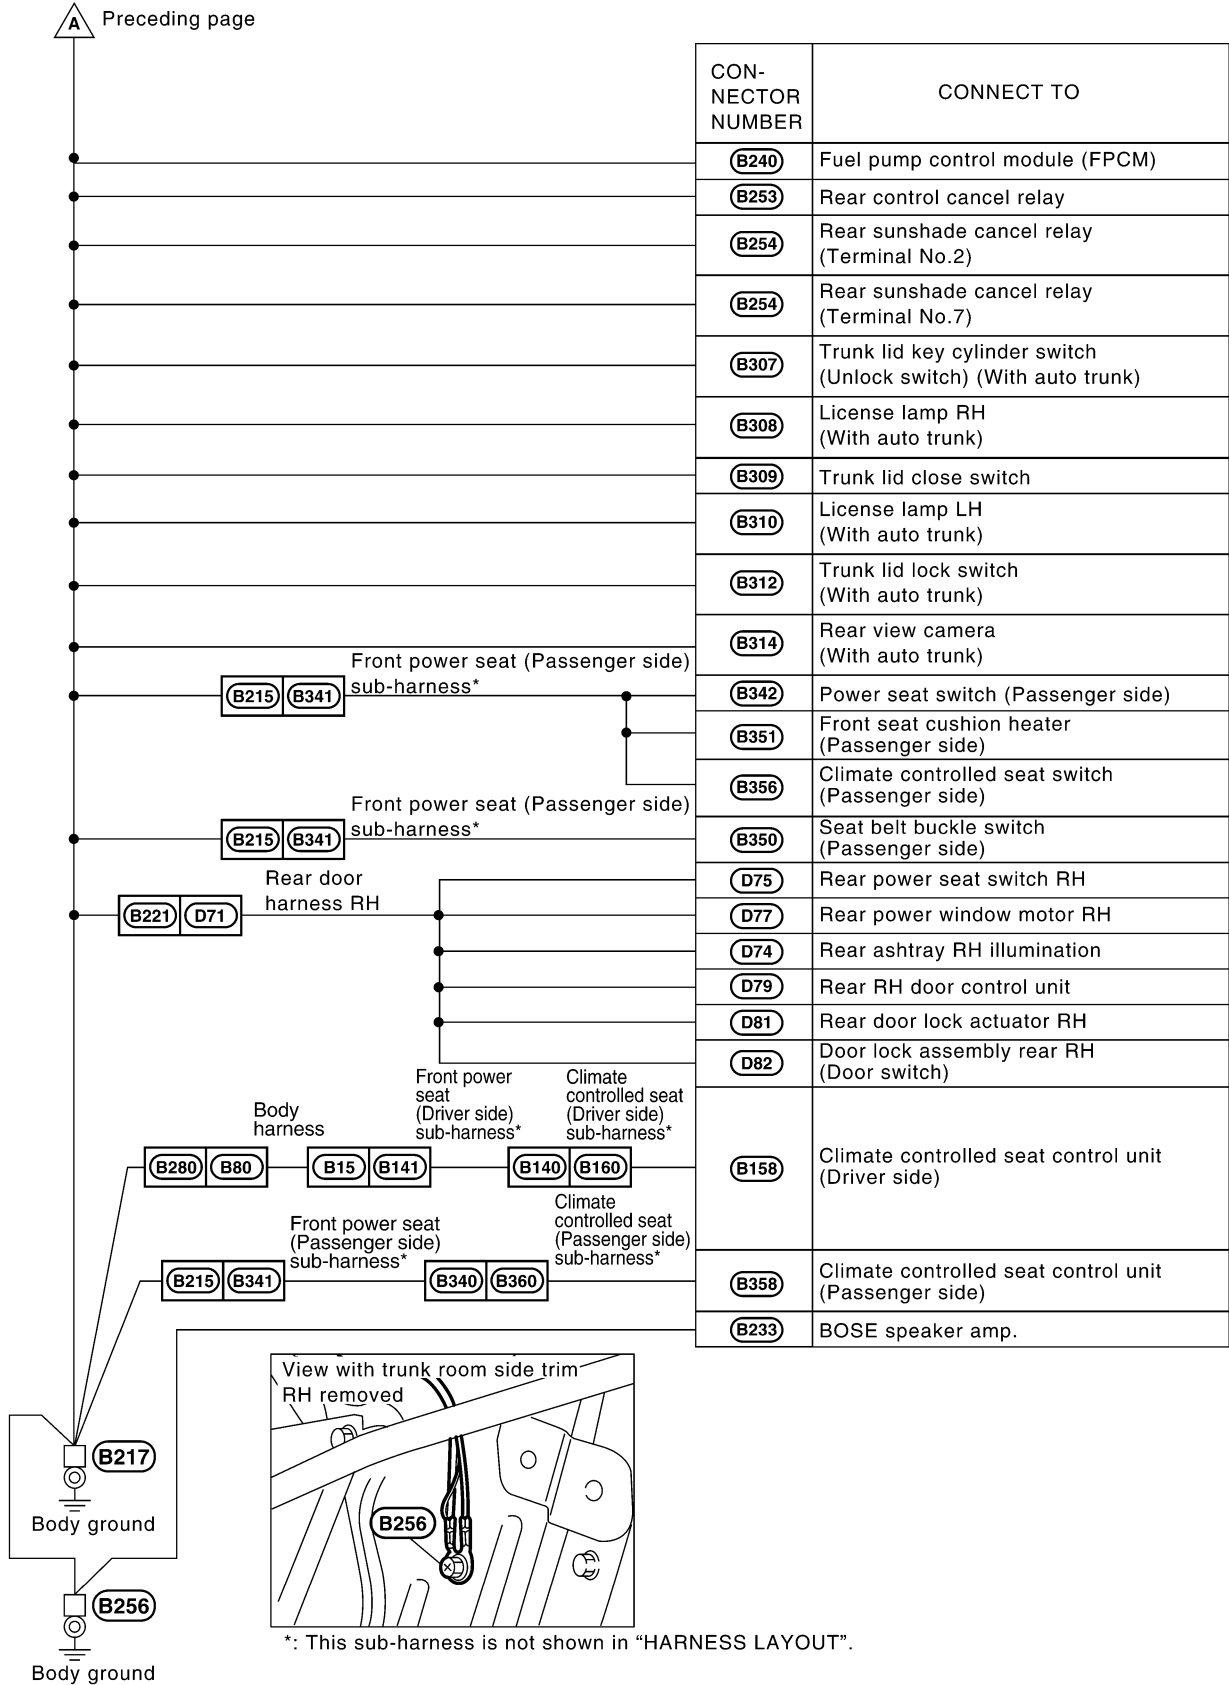 A Preceding page
CON-
NECTOR
NUMBER
CONNECT TO
B240 Fuel pump control module (FPCM)
B253 Rear control cancel relay
B254 Rear sunshade cancel relay
(Terminal No.2)
B254 Rear sunshade cancel relay
(Terminal No.7)
B307 Trunk lid key cylinder switch
(Unlock switch) (With auto trunk)
B308 License lamp RH
(With auto trunk)
B309 Trunk lid close switch
B310 License lamp LH
(With auto trunk)
B312 Trunk lid lock switch
(With auto trunk)
B314 Rear view camera
(With auto trunk)
Front power seat (Passenger side)
sub-harness*
B215 B341
B342 Power seat switch (Passenger side)
B351 Front seat cushion heater
(Passenger side)
B356 Climate controlled seat switch
(Passenger side)
Front power seat (Passenger side)
sub-harness*
B215 B341
B350 Seat belt buckle switch
(Passenger side)
Rear door
harness RH
B221 D71
D75 Rear power seat switch RH
D77 Rear power window motor RH
D74 Rear ashtray RH illumination
D79 Rear RH door control unit
D81 Rear door lock actuator RH
D82 Door lock assembly rear RH
(Door switch)
Body
harness
Front power
seat
(Driver side)
sub-harness*
Climate
controlled seat
(Driver side)
sub-harness*
B280 B80 B15 B141 B140 B160
B158 Climate controlled seat control unit
(Driver side)
Front power seat
(Passenger side)
sub-harness*
Climate
controlled seat
(Passenger side)
sub-harness*
B215 B341 B340 B360
B358 Climate controlled seat control unit
(Passenger side)
B233 BOSE speaker amp.
View with trunk room side trim
RH removed
B256
B217
Body ground
B256
Body ground
*: This sub-harness is not shown in “HARNESS LAYOUT”.